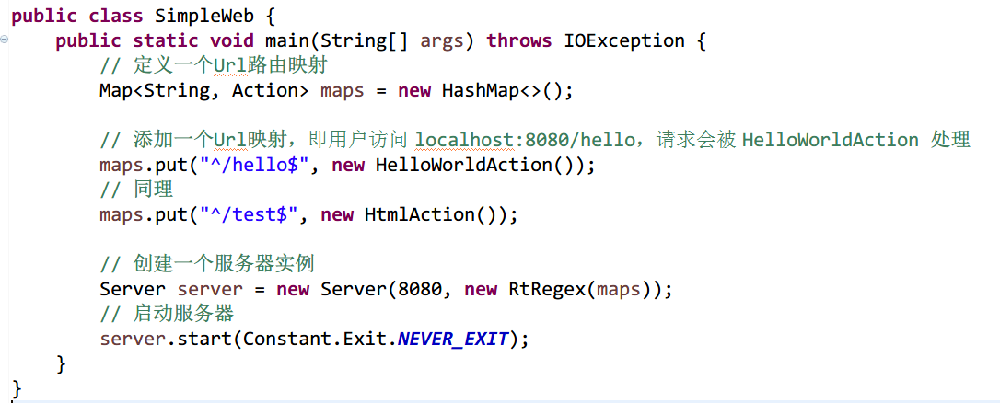 public class SimpleWeb {
public static void main(String[] args) throws IOException {
// 定义一个Url路由映射
Map<String, Action> maps = new HashMap<>();
// 添加一个Url映射，即用户访问 localhost:8080/hello，请求会被 HelloWorldAction 处理
maps.put("^/hello$", new HelloWorldAction());
// 同理
maps.put("^/test$", new HtmlAction());
// 创建一个服务器实例
Server server = new Server(8080, new RtRegex(maps));
// 启动服务器
server.start(Constant.Exit.NEVER_EXIT);
}
}